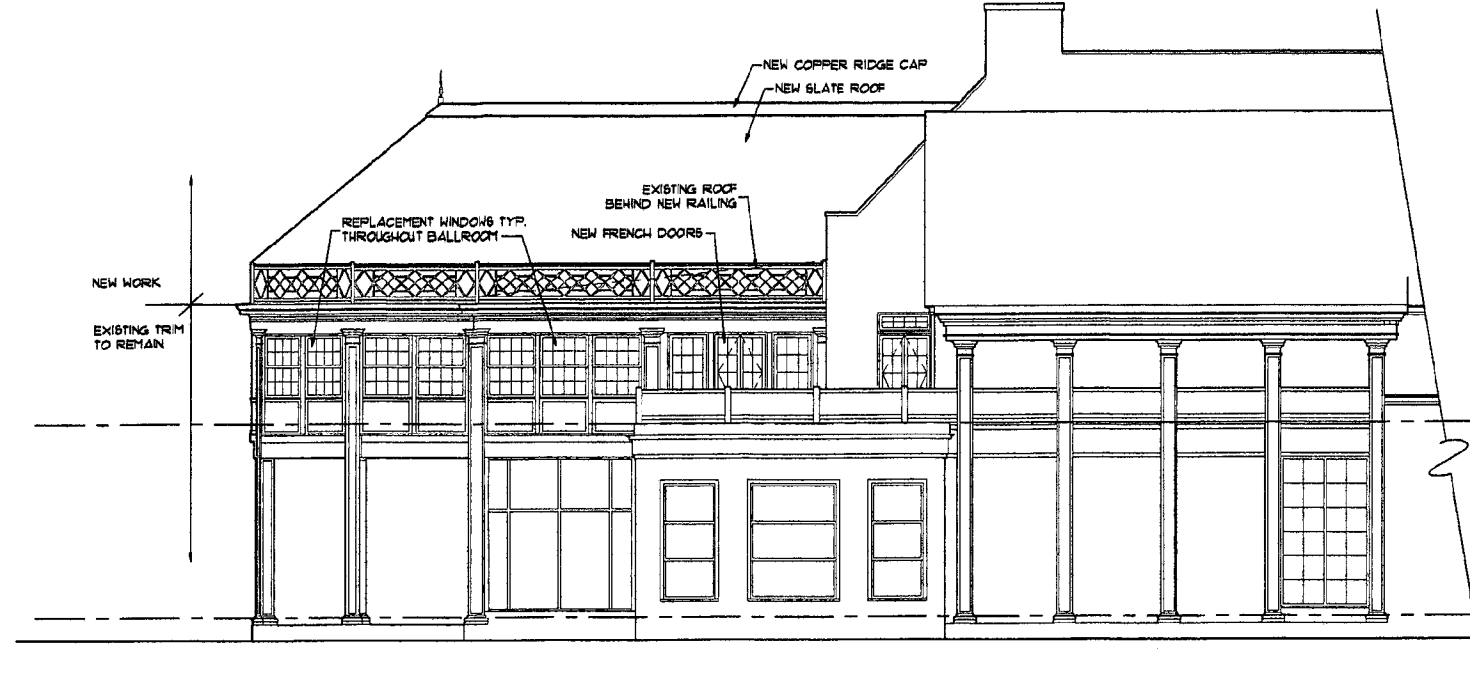 NEW COPPER RIDGE CAP
NEW SLATE ROOF
EXISTING ROOF
BEHIND NEW RAILING
REPLACEMENT WINDOWS TYP.
THROUGHOUT BALLROOM
NEW FRENCH DOORS
NEW WORK
EXISTING TRIM
TO REMAIN